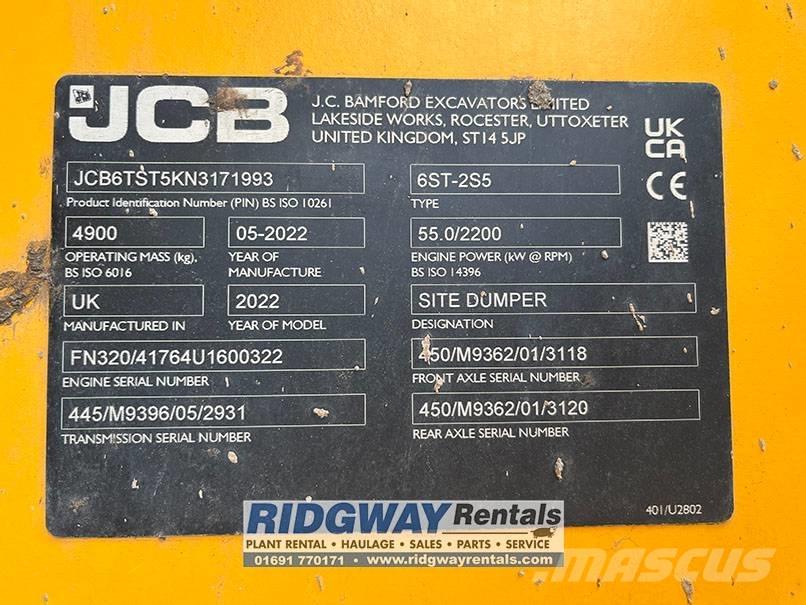 JCB
J.C. BAMFORD EXCAVATORS LIMITED
LAKESIDE WORKS, ROCESTER, UTTOXETER
UNITED KINGDOM, ST14 5JP
UK
CA
CE
JCB6TST5KN3171993
Product Identification Number (PIN) BS ISO 10261
6ST-2S5
TYPE
4900
OPERATING MASS (kg),
BS ISO 6016
05-2022
YEAR OF
MANUFACTURE
55.0/2200
ENGINE POWER (kW @ RPM)
BS ISO 14396
UK
MANUFACTURED IN
2022
YEAR OF MODEL
SITE DUMPER
DESIGNATION
FN320/41764U1600322
ENGINE SERIAL NUMBER
450/M9362/01/3118
FRONT AXLE SERIAL NUMBER
445/M9396/05/2931
TRANSMISSION SERIAL NUMBER
450/M9362/01/3120
REAR AXLE SERIAL NUMBER
401/U2802
RIDGWAY Rentals
PLANT RENTAL • HAULAGE • SALES • PARTS • SERVICE
01691 770171 • www.ridgwayrentals.com
MASCUS